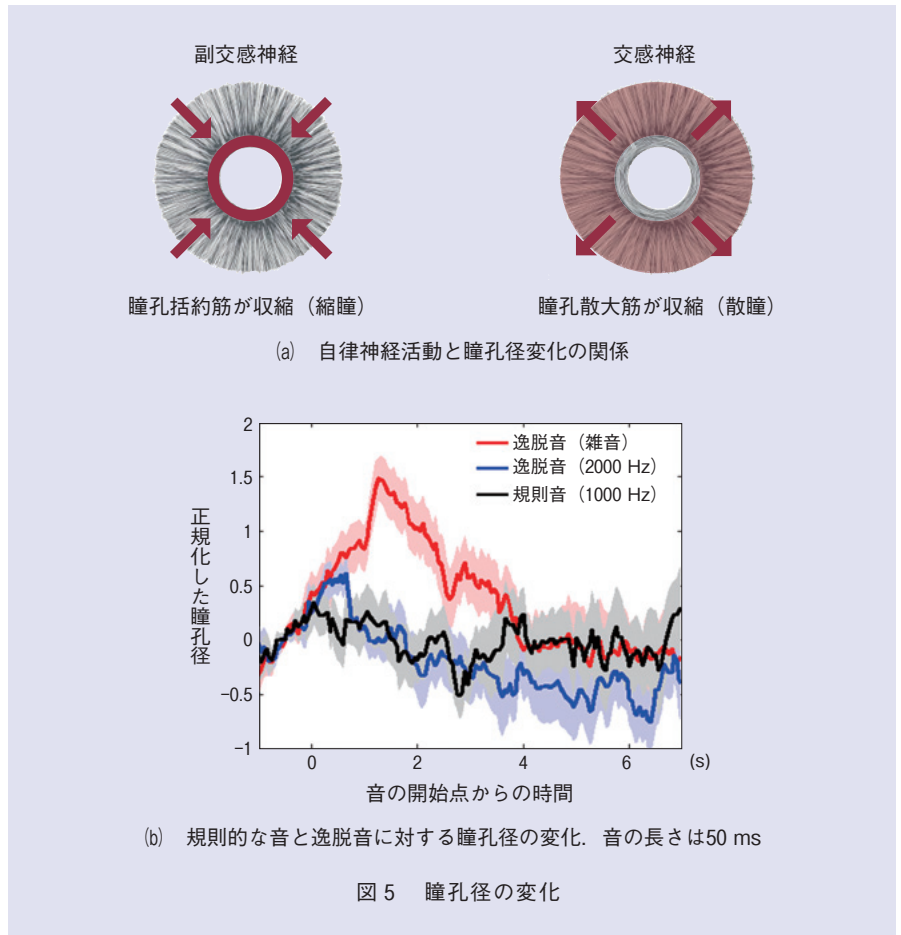 副交感神経
交感神経
瞳孔括約筋が収縮（縮瞳）
瞳孔散大筋が収縮（散瞳）
(a) 自律神経活動と瞳孔径変化の関係
2
1.5
1
0.5
0
−0.5
−1
正規化した瞳孔径
逸脱音（雑音）
逸脱音（2000 Hz）
規則音（1000 Hz）
0 2 4 6 (s)
音の開始点からの時間
(b) 規則的な音と逸脱音に対する瞳孔径の変化．音の長さは50 ms
図 5 瞳孔径の変化